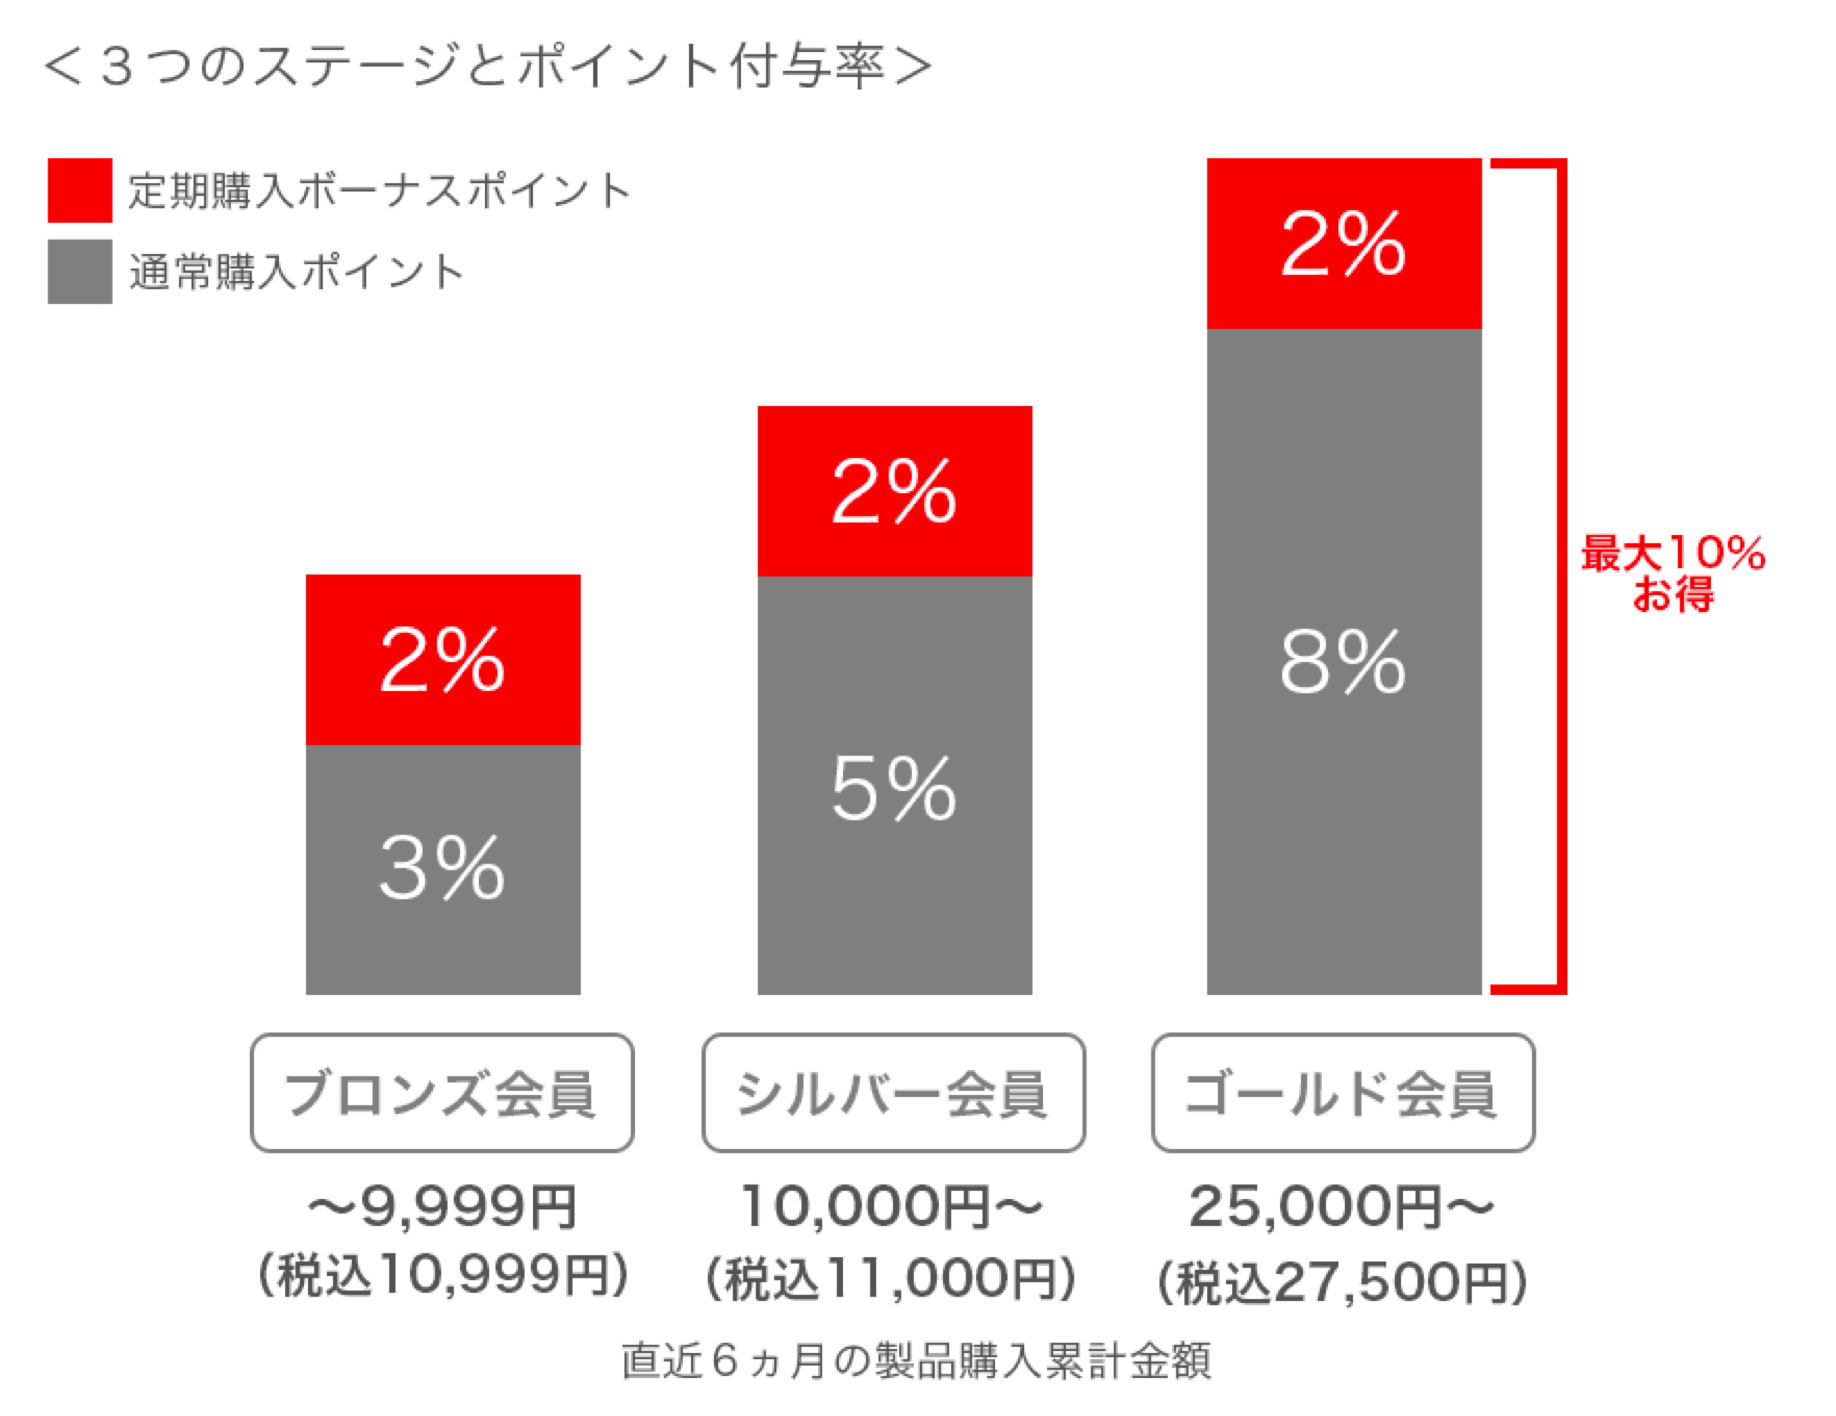 ＜３つのステージとポイント付与率＞
定期購入ボーナスポイント
通常購入ポイント
2%
3%
2%
5%
2%
8%
最大10%
お得
ブロンズ会員
シルバー会員
ゴールド会員
〜9,999円
（税込10,999円）
10,000円〜
（税込11,000円）
25,000円〜
（税込27,500円）
直近６ヵ月の製品購入累計金額